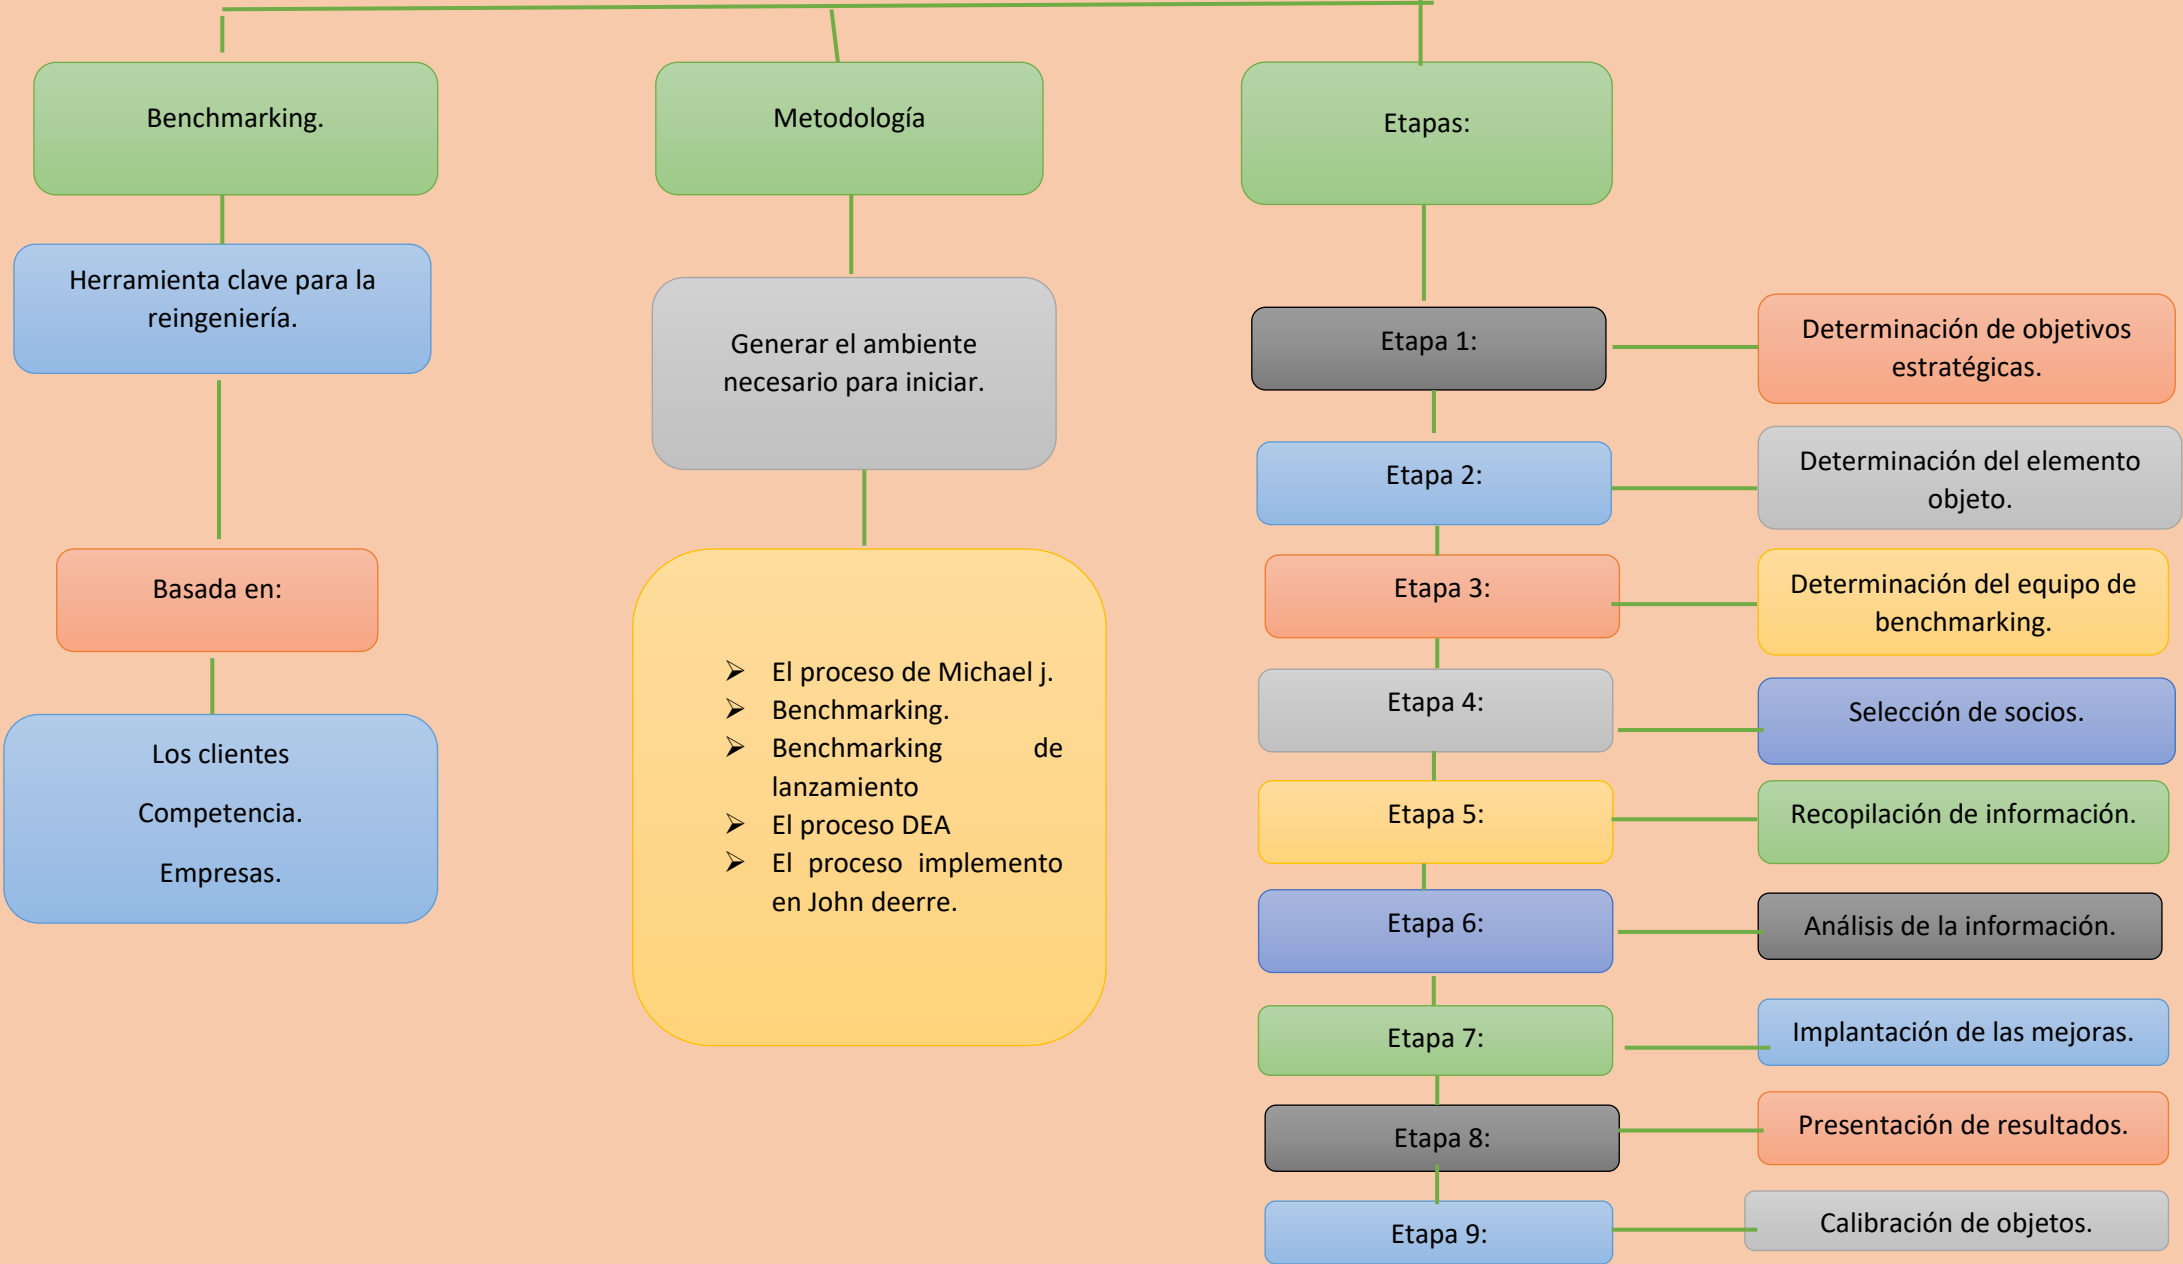 Benchmarking.
Herramienta clave para la
reingeniería.
Basada en:
Los clientes
Competencia.
Empresas.
Metodología
Generar el ambiente
necesario para iniciar.
➢ El proceso de Michael j.
➢ Benchmarking.
➢ Benchmarking de
lanzamiento
➢ El proceso DEA
➢ El proceso implemento
en John deerre.
Etapas:
Etapa 1:
Determinación de objetivos
estratégicas.
Etapa 2:
Determinación del elemento
objeto.
Etapa 3:
Determinación del equipo de
benchmarking.
Etapa 4:
Selección de socios.
Etapa 5:
Recopilación de información.
Etapa 6:
Análisis de la información.
Etapa 7:
Implantación de las mejoras.
Etapa 8:
Presentación de resultados.
Etapa 9:
Calibración de objetos.